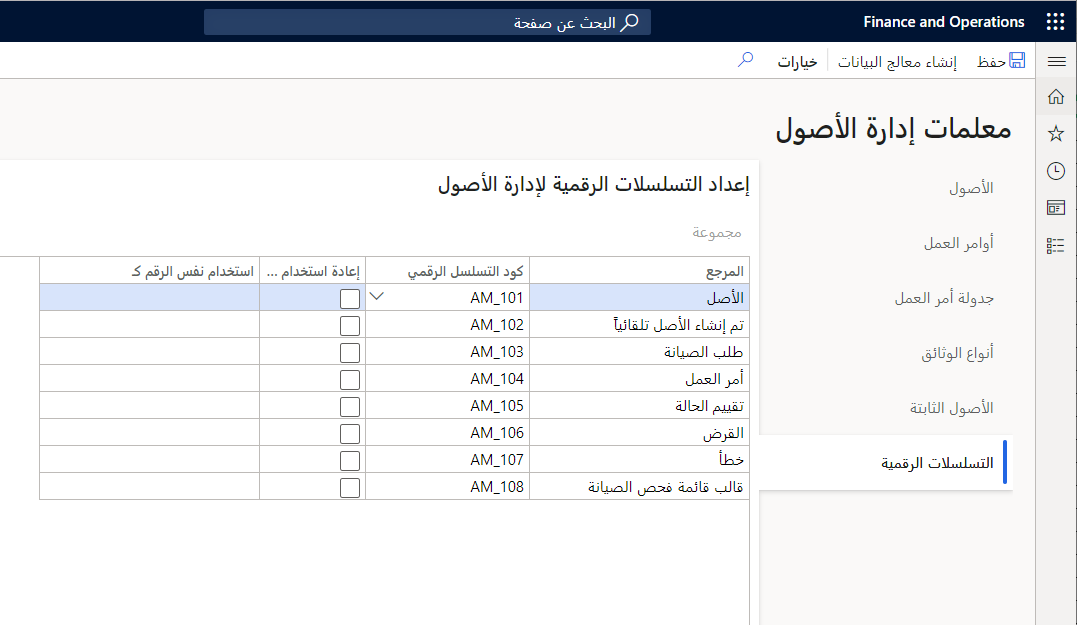 Finance and Operations
البحث عن صفحة
حفظ
إنشاء معالج البيانات
خيارات
معلمات إدارة الأصول
الأصول
أوامر العمل
جدولة أمر العمل
أنواع الوثائق
الأصول الثابتة
التسلسلات الرقمية
إعداد التسلسلات الرقمية لإدارة الأصول
مجموعة
المرجع كود التسلسل الرقمي إعادة استخدام ... استخدام نفس الرقم كـ
الأصل AM_101
تم إنشاء الأصل تلقائياً AM_102
طلب الصيانة AM_103
أمر العمل AM_104
تقييم الحالة AM_105
القرض AM_106
خطأ AM_107
قالب قائمة فحص الصيانة AM_108